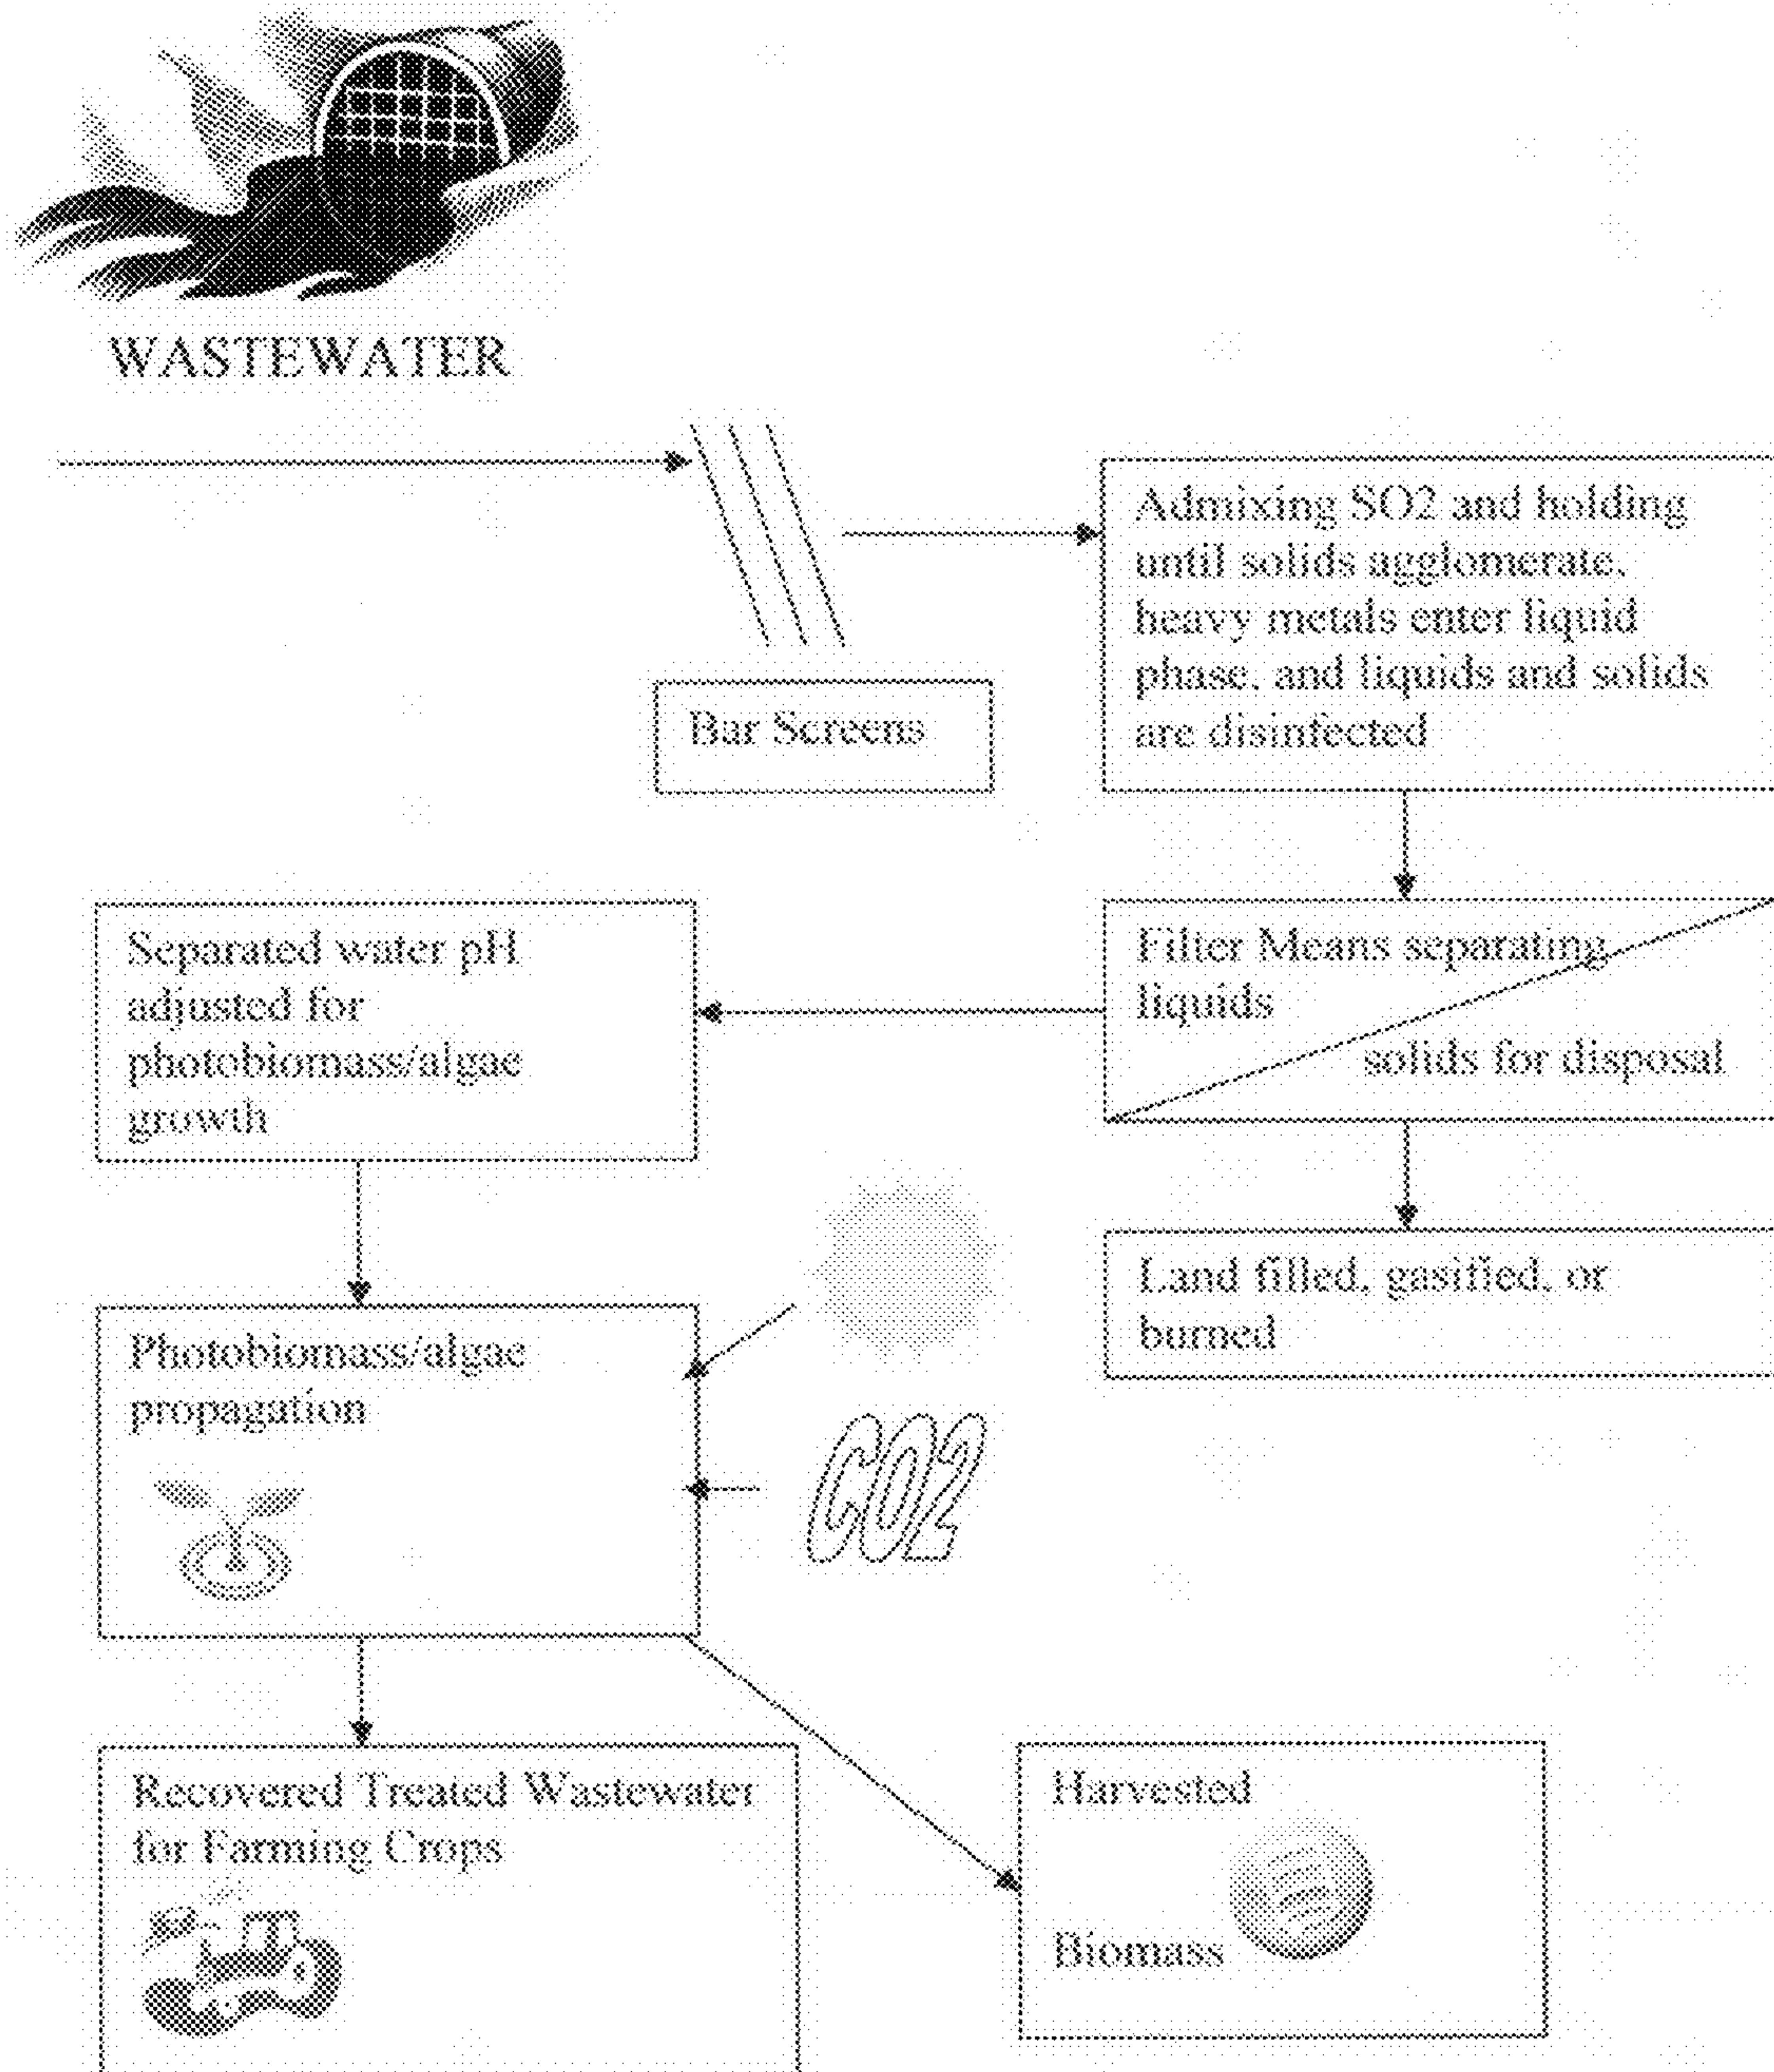 WASTEWATER
Admixing SO2 and holding
until solids agglomerate,
heavy metals enter liquid
phase, and liquids and solids
are disinfected
Bar Screens
Separated water pH
adjusted for
photobiomass/algae
growth
Filter Means separating
liquids
solids for disposal
Land filled, gasified, or
burned
Photobiomass/algae
propagation
CO2
Recovered Treated Wastewater
for Farming Crops
Harvested
Biomass